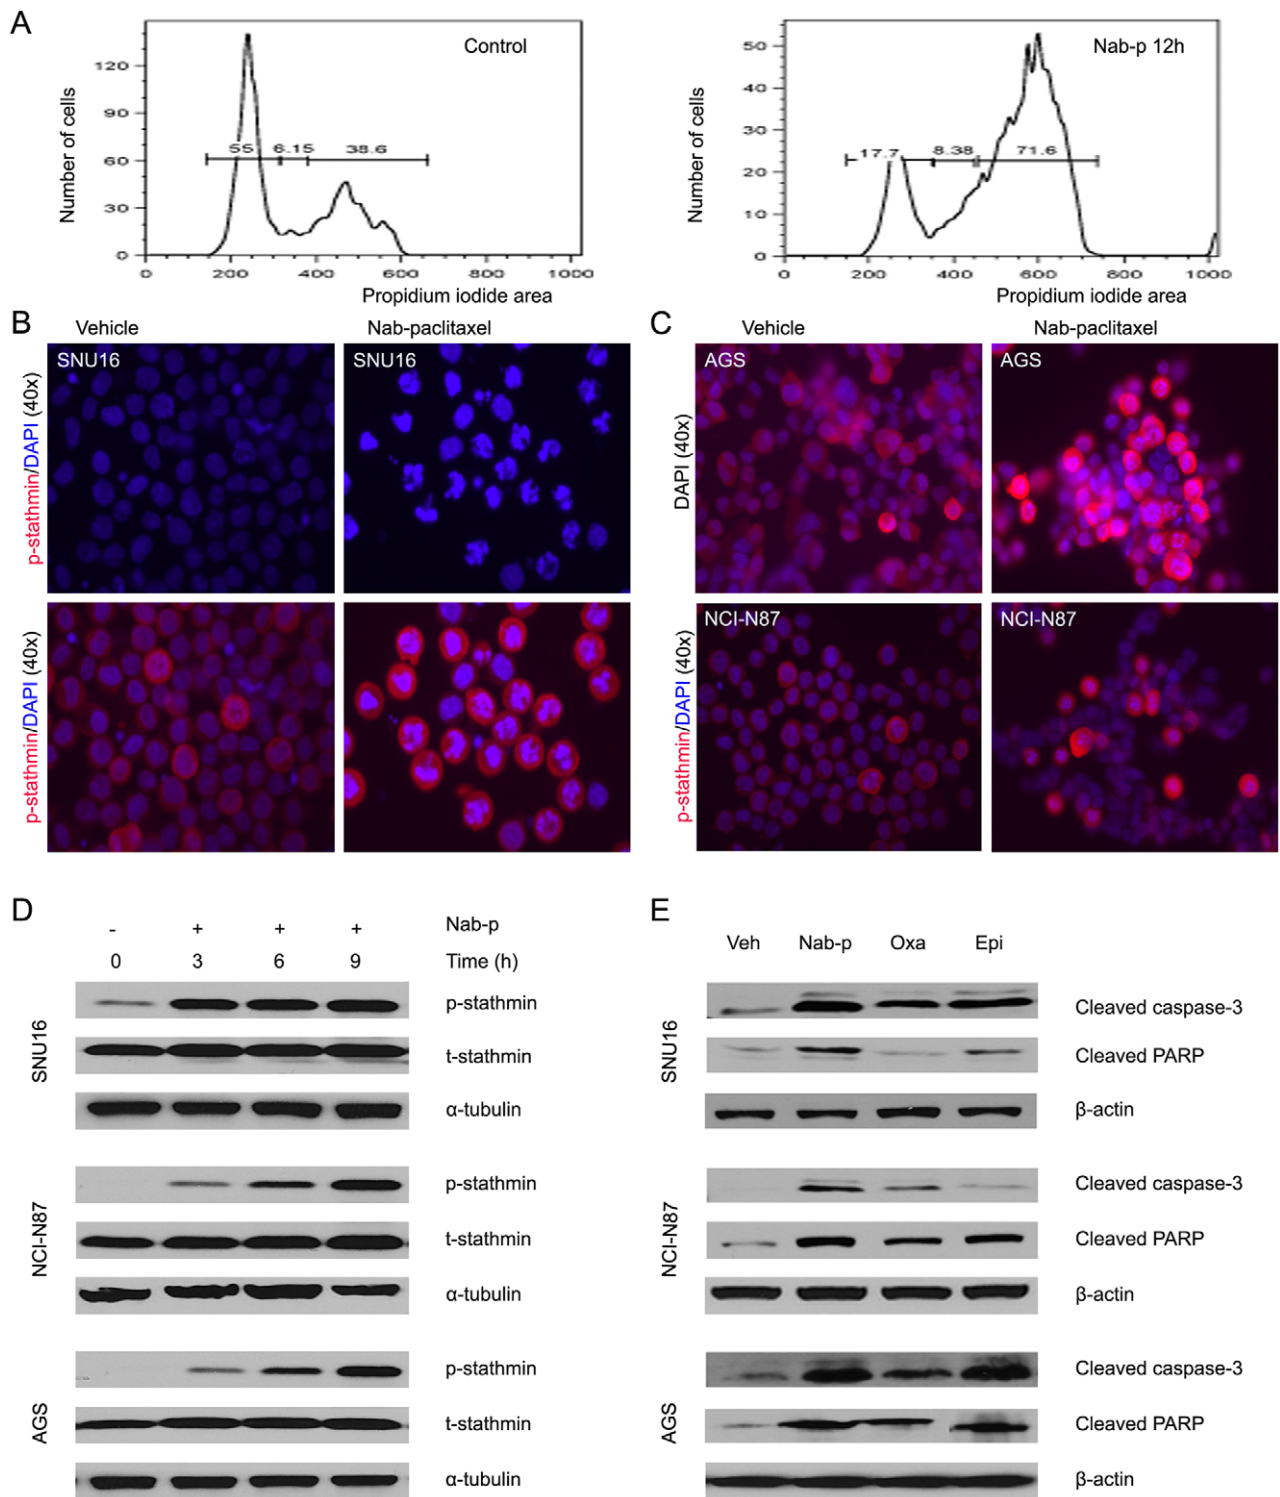 A
Control
Number of cells
120
90
60
30
0
55
6.15
38.6
0
200
400
600
800
1000
Propidium iodide area
Nab-p 12h
Number of cells
50
40
30
20
10
0
17.7
8.38
71.6
0
200
400
600
800
1000
Propidium iodide area
B
Vehicle
Nab-paclitaxel
p-stathmin/DAPI (40x)
SNU16
SNU16
p-stathmin/DAPI (40x)
C
Vehicle
Nab-paclitaxel
DAPI (40x)
AGS
AGS
p-stathmin/DAPI (40x)
NCI-N87
NCI-N87
D
- + + + Nab-p
0 3 6 9 Time (h)
SNU16
p-stathmin
t-stathmin
α-tubulin
NCI-N87
p-stathmin
t-stathmin
α-tubulin
AGS
p-stathmin
t-stathmin
α-tubulin
E
Veh Nab-p Oxa Epi
SNU16
Cleaved caspase-3
Cleaved PARP
β-actin
NCI-N87
Cleaved caspase-3
Cleaved PARP
β-actin
AGS
Cleaved caspase-3
Cleaved PARP
β-actin